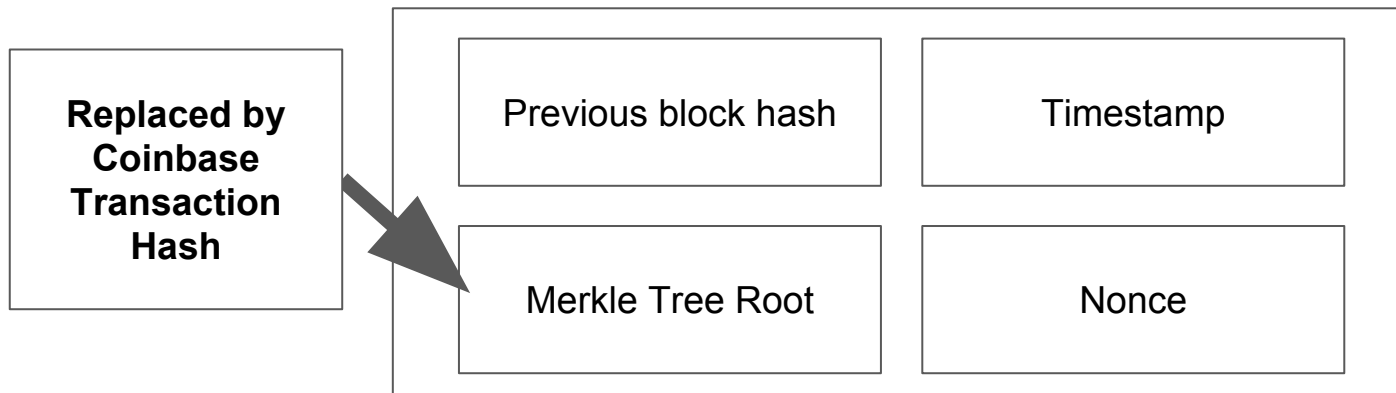 Replaced by
Coinbase
Transaction
Hash
Previous block hash
Timestamp
Merkle Tree Root
Nonce